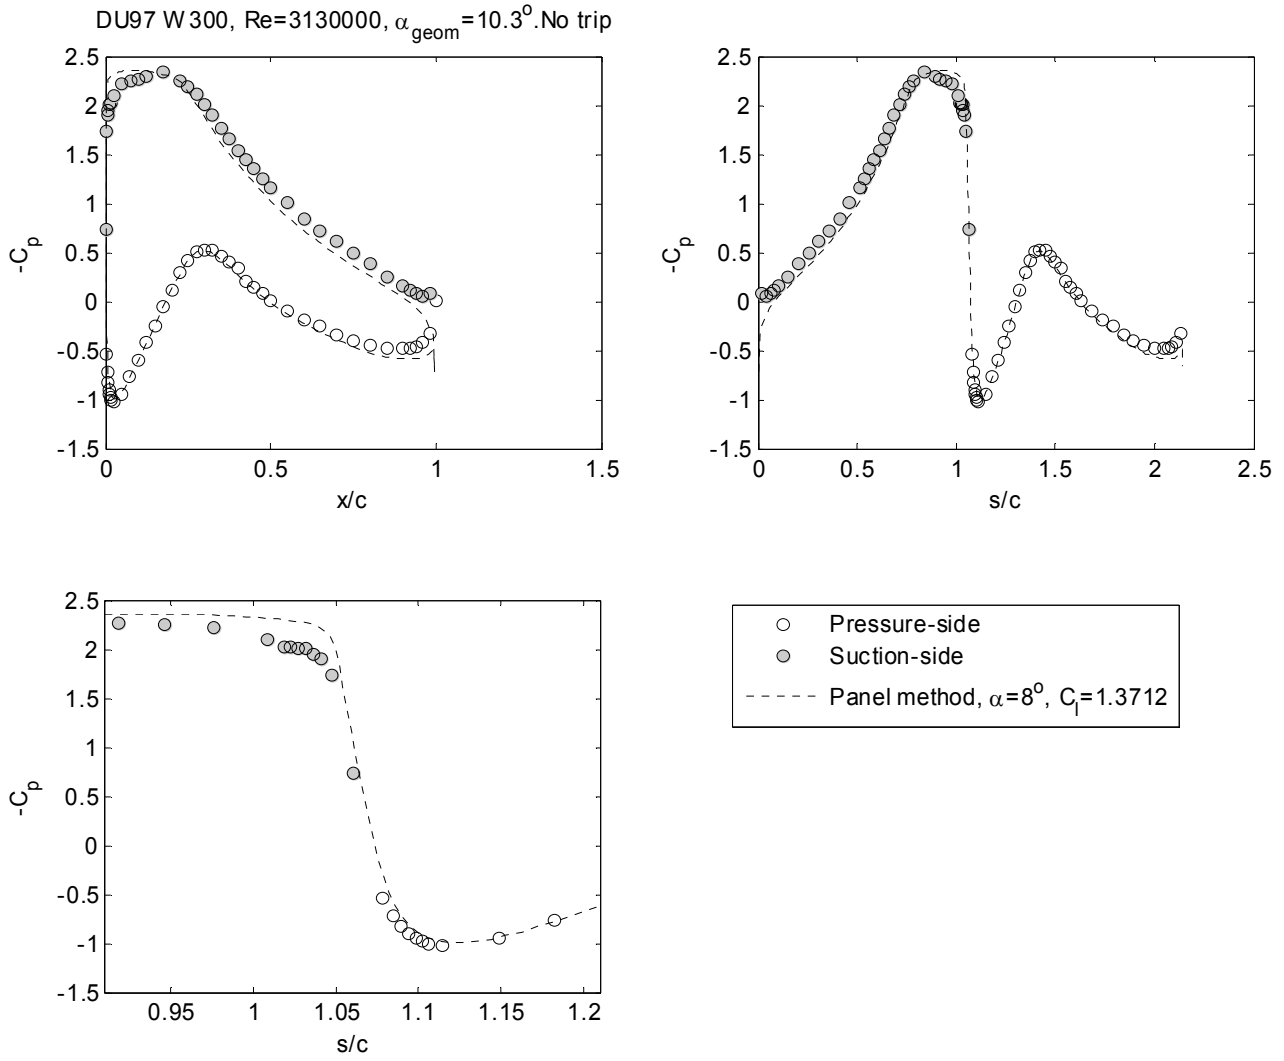 DU97 W300, Re=3130000, α_geom=10.3°.No trip
2.5
2
1.5
1
0.5
0
-0.5
-1
-1.5
-C_p
0 0.5 1 1.5
x/c
2.5
2
1.5
1
0.5
0
-0.5
-1
-1.5
-C_p
0 0.5 1 1.5 2 2.5
s/c
2.5
2
1.5
1
0.5
0
-0.5
-1
-1.5
-C_p
0.95 1 1.05 1.1 1.15 1.2
s/c
Pressure-side
Suction-side
Panel method, α=8°, C_l=1.3712